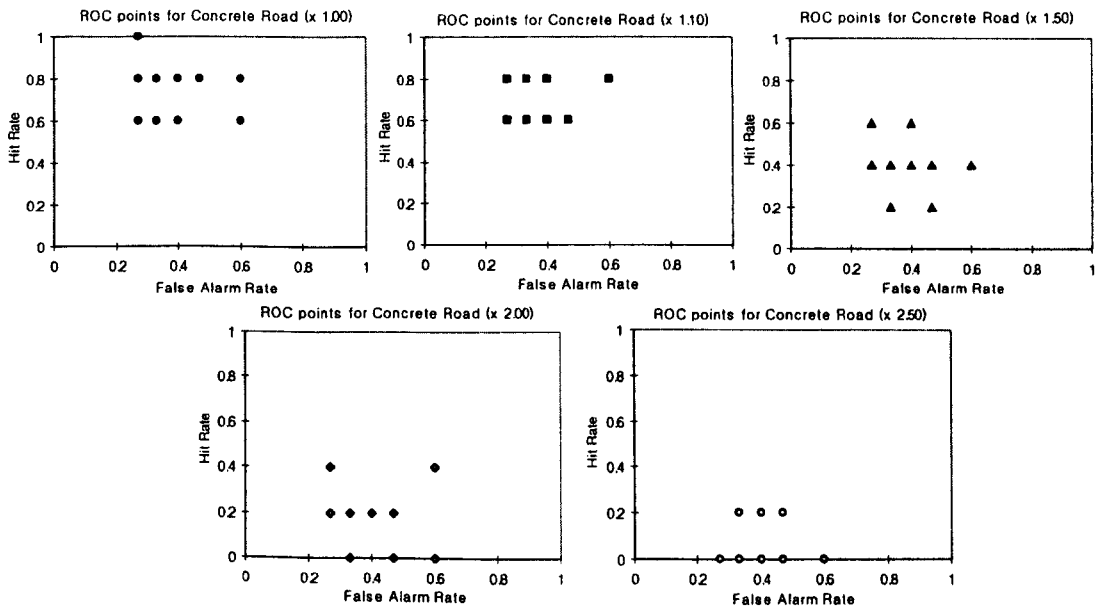 ROC points for Concrete Road (x 1.00)
1
0.8
0.6
0.4
0.2
0
Hit Rate
0 0.2 0.4 0.6 0.8 1
False Alarm Rate
ROC points for Concrete Road (x 1.10)
1
0.8
0.6
0.4
0.2
0
Hit Rate
0 0.2 0.4 0.6 0.8 1
False Alarm Rate
ROC points for Concrete Road (x 1.50)
1
0.8
0.6
0.4
0.2
0
Hit Rate
0 0.2 0.4 0.6 0.8 1
False Alarm Rate
ROC points for Concrete Road (x 2.00)
1
0.8
0.6
0.4
0.2
0
Hit Rate
0 0.2 0.4 0.6 0.8 1
False Alarm Rate
ROC points for Concrete Road (x 2.50)
1
0.8
0.6
0.4
0.2
0
Hit Rate
0 0.2 0.4 0.6 0.8 1
False Alarm Rate